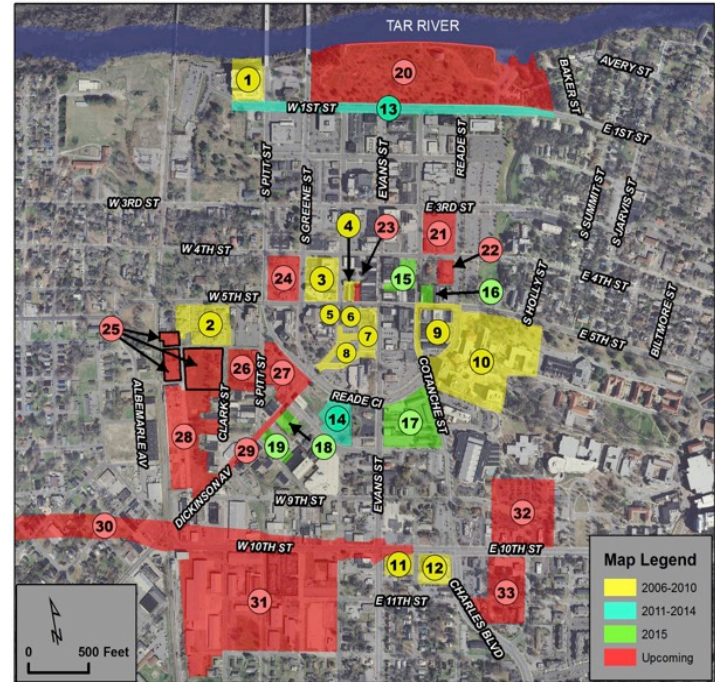 TAR RIVER
1
20
BAKER ST
AVERY ST
W 1ST ST
13
E 1ST ST
S PITT ST
S GREENE ST
EVANS ST
READE ST
S SUMMIT ST
S JARVIS ST
W 3RD ST
4
23
E 3RD ST
21
22
W 4TH ST
24
3
15
16
S HOLLY ST
E 4TH ST
BILTMORE ST
W 5TH ST
5
6
7
8
9
10
E 5TH ST
25
2
26
S PITT ST
27
COTANCHE ST
ALBEMARLE AV
CLARK ST
READE CI
28
14
17
29
19
18
DICKINSON AV
EVANS ST
W 9TH ST
30
32
W 10TH ST
E 10TH ST
11
12
31
33
E 11TH ST
CHARLES BLVD
N
0 500 Feet
Map Legend
2006-2010
2011-2014
2015
Upcoming